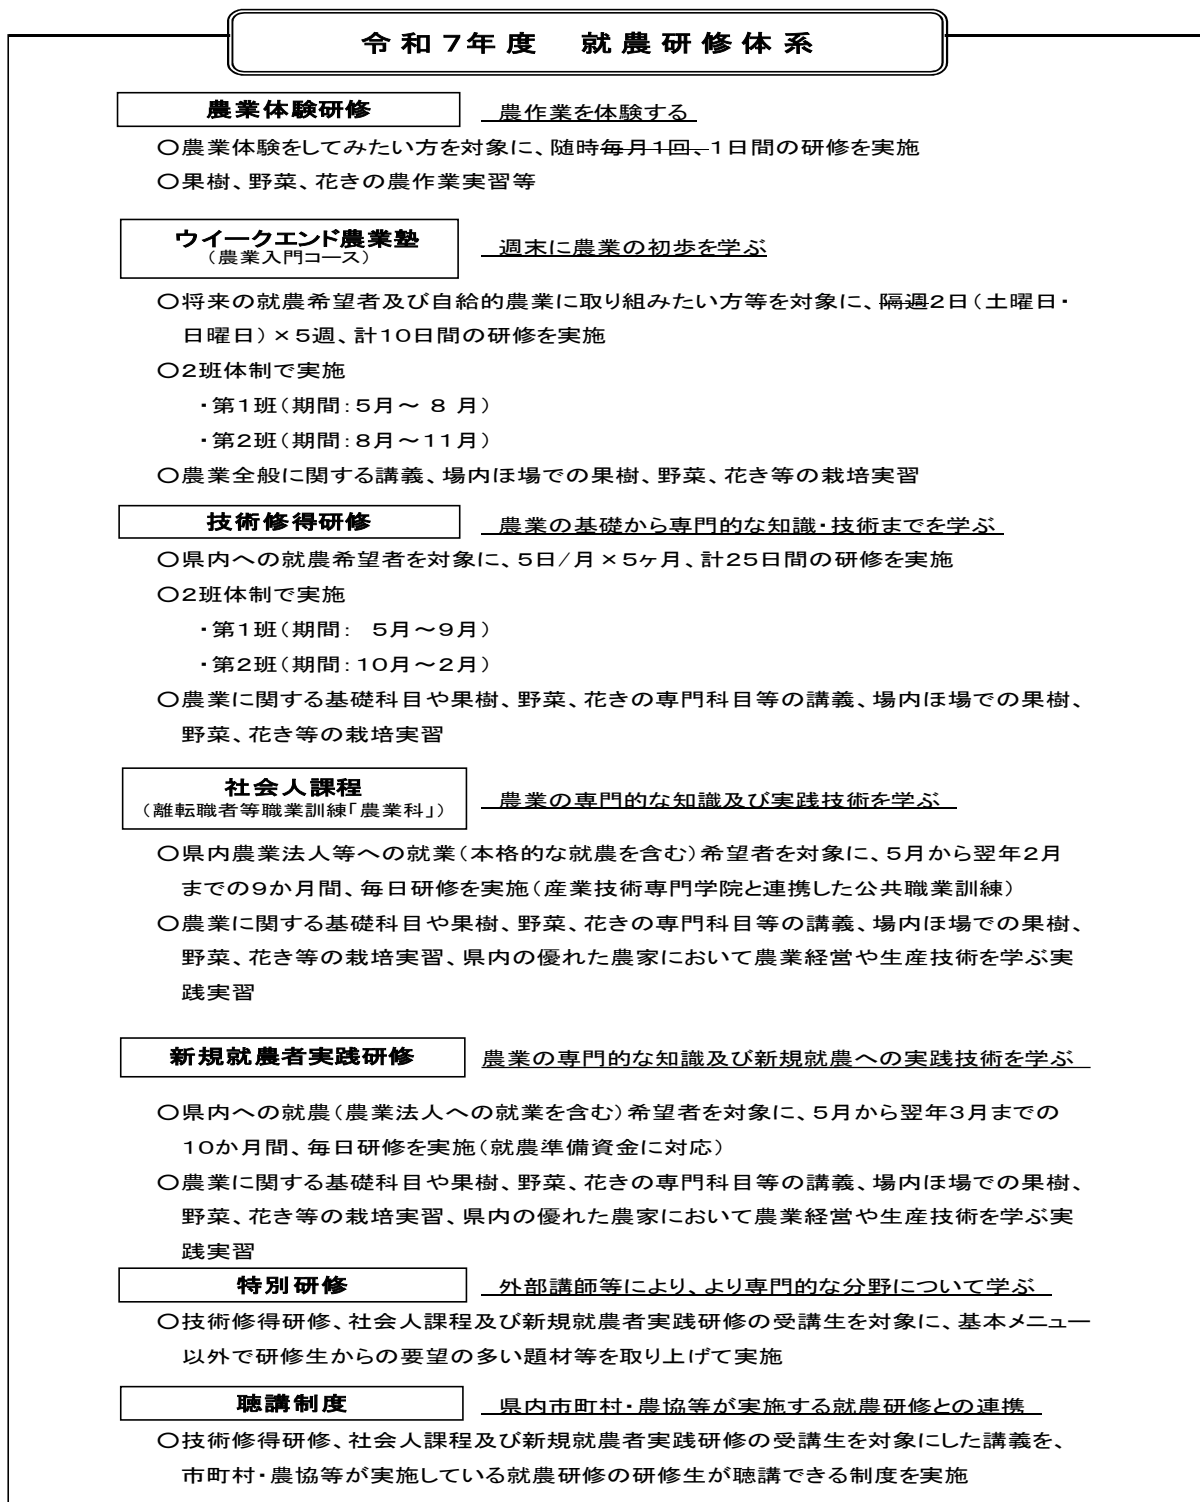 令和7年度　就農研修体系
農業体験研修　農作業を体験する
〇農業体験をしてみたい方を対象に、随時毎月1回、1日間の研修を実施
〇果樹、野菜、花きの農作業実習等
ウイークエンド農業塾
（農業入門コース）　週末に農業の初歩を学ぶ
〇将来の就農希望者及び自給的農業に取り組みたい方等を対象に、隔週2日（土曜日・
日曜日）×5週、計10日間の研修を実施
〇2班体制で実施
・第1班（期間：5月～ 8 月）
・第2班（期間：8月～11月）
〇農業全般に関する講義、場内ほ場での果樹、野菜、花き等の栽培実習
技術修得研修　農業の基礎から専門的な知識・技術までを学ぶ
〇県内への就農希望者を対象に、5日/月×5ヶ月、計25日間の研修を実施
〇2班体制で実施
・第1班（期間：　5月～9月）
・第2班（期間：10月～2月）
〇農業に関する基礎科目や果樹、野菜、花きの専門科目等の講義、場内ほ場での果樹、
野菜、花き等の栽培実習
社会人課程
（離転職者等職業訓練「農業科」）　農業の専門的な知識及び実践技術を学ぶ
〇県内農業法人等への就業（本格的な就農を含む）希望者を対象に、5月から翌年2月
までの9か月間、毎日研修を実施（産業技術専門学院と連携した公共職業訓練）
〇農業に関する基礎科目や果樹、野菜、花きの専門科目等の講義、場内ほ場での果樹、
野菜、花き等の栽培実習、県内の優れた農家において農業経営や生産技術を学ぶ実
践実習
新規就農者実践研修　農業の専門的な知識及び新規就農への実践技術を学ぶ
〇県内への就農（農業法人への就業を含む）希望者を対象に、5月から翌年3月までの
10か月間、毎日研修を実施（就農準備資金に対応）
〇農業に関する基礎科目や果樹、野菜、花きの専門科目等の講義、場内ほ場での果樹、
野菜、花き等の栽培実習、県内の優れた農家において農業経営や生産技術を学ぶ実
践実習
特別研修　外部講師等により、より専門的な分野について学ぶ
〇技術修得研修、社会人課程及び新規就農者実践研修の受講生を対象に、基本メニュー
以外で研修生からの要望の多い題材等を取り上げて実施
聴講制度　県内市町村・農協等が実施する就農研修との連携
〇技術修得研修、社会人課程及び新規就農者実践研修の受講生を対象にした講義を、
市町村・農協等が実施している就農研修の研修生が聴講できる制度を実施